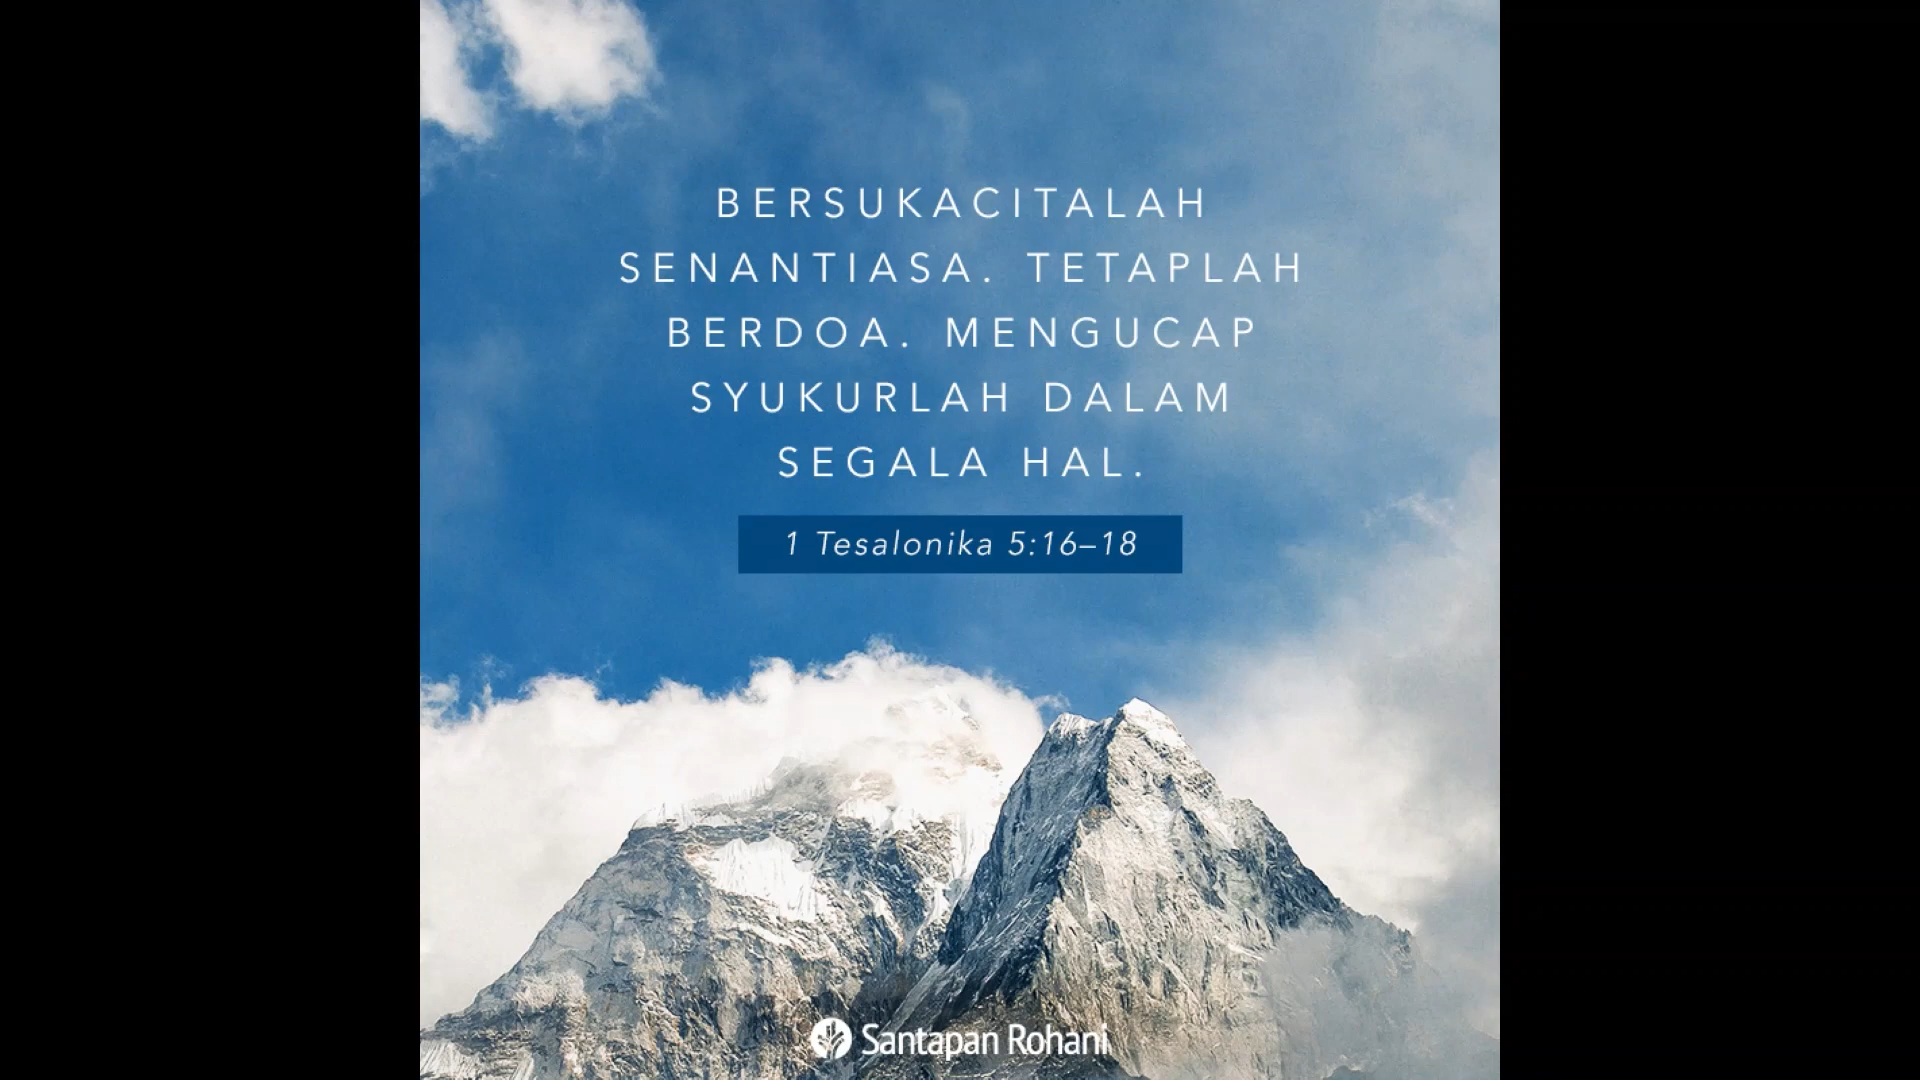 BERSUKACITALAH
SENANTIASA. TETAPLAH
BERDOA. MENGUCAP
SYUKURLAH DALAM
SEGALA HAL.
1 Tesalonika 5:16–18
Santapan Rohani